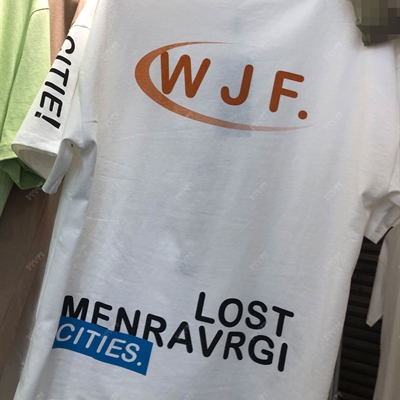 CITIE!
WJF.
LOST
MENRAVRGI
CITIES.